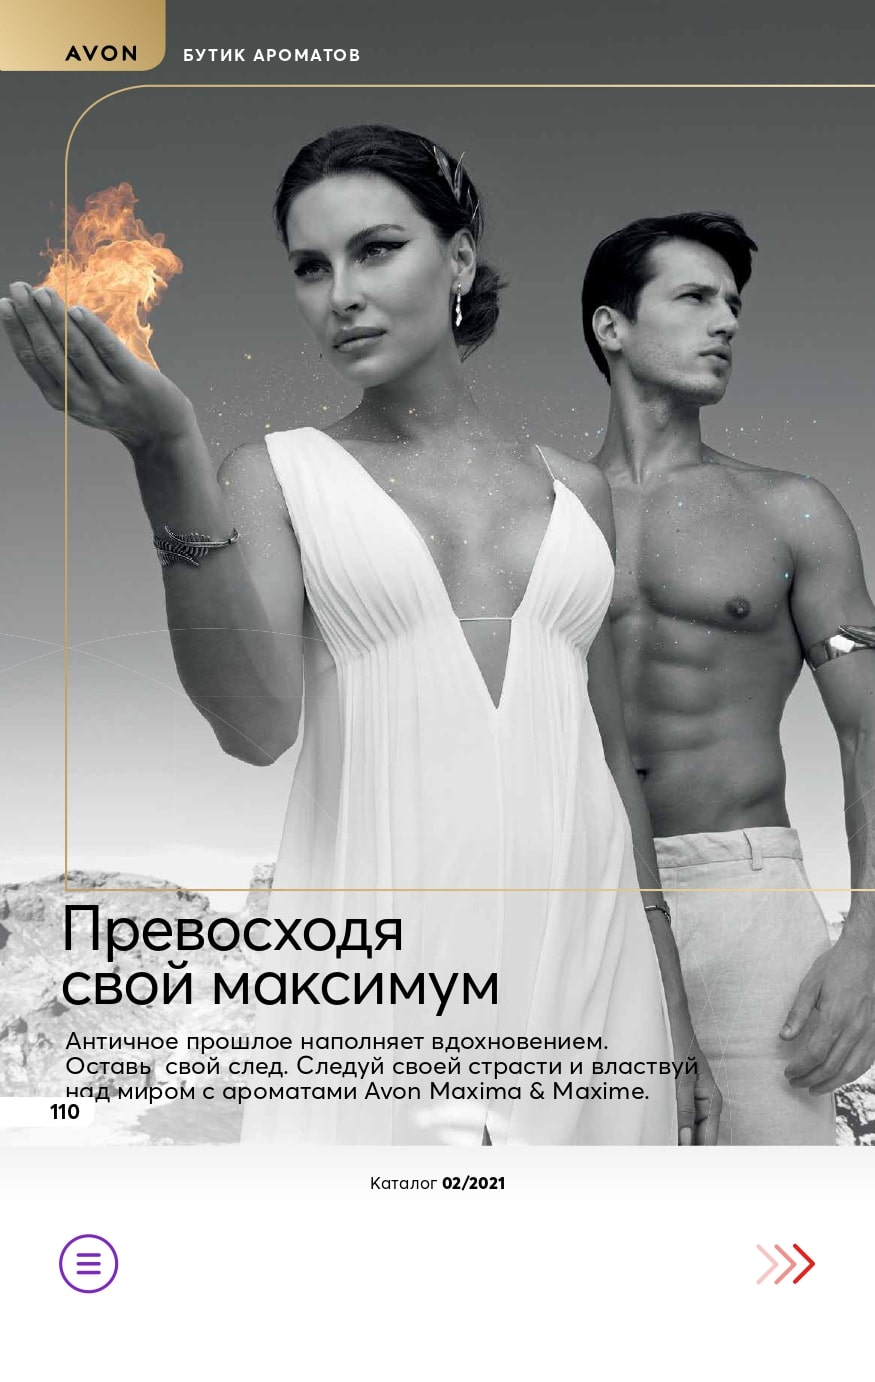 AVON
БУТИК АРОМАТОВ
Превосходя
свой максимум
Античное прошлое наполняет вдохновением.
Оставь свой след. Следуй своей страсти и властвуй
над миром с ароматами Avon Maxima & Maxime.
110
Каталог 02/2021